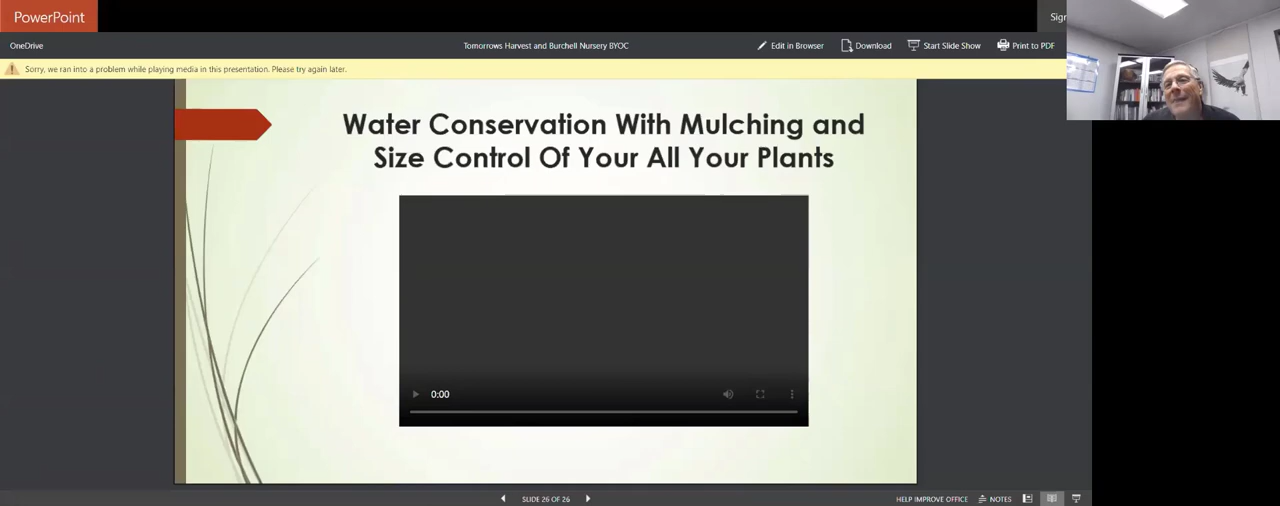 PowerPoint
Sign
OneDrive
Tomorrows Harvest and Burchell Nursery BYOC
Edit in Browser
Download
Start Slide Show
Print to PDF
Sorry, we ran into a problem while playing media in this presentation. Please try again later.
Water Conservation With Mulching and
Size Control Of Your All Your Plants
0:00
SLIDE 26 OF 26
HELP IMPROVE OFFICE
NOTES